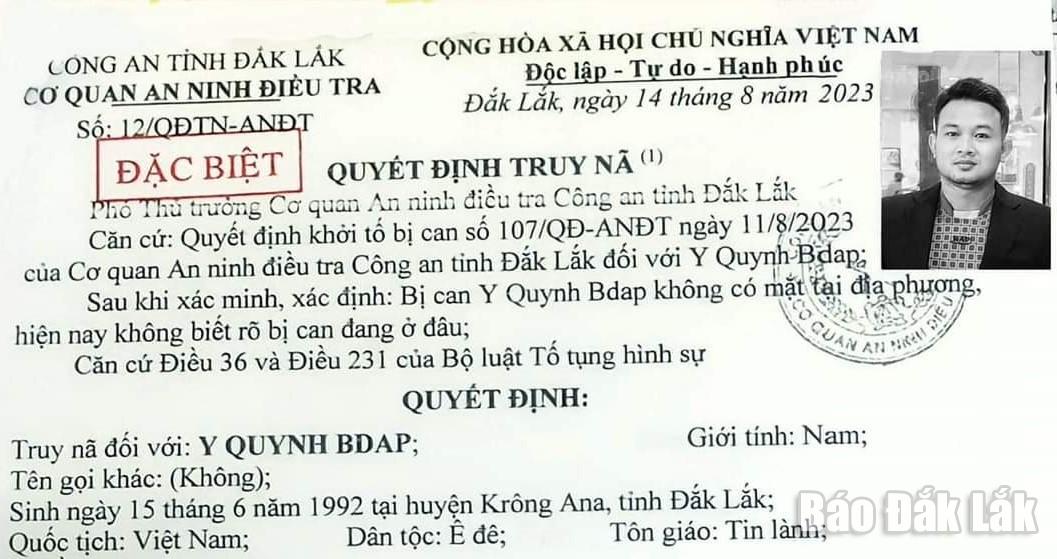 CÔNG AN TỈNH ĐẮK LẮK
CƠ QUAN AN NINH ĐIỀU TRA
Số: 12/QĐTN-ANĐT
CỘNG HÒA XÃ HỘI CHỦ NGHĨA VIỆT NAM
Độc lập - Tự do - Hạnh phúc
Đắk Lắk, ngày 14 tháng 8 năm 2023
ĐẶC BIỆT
QUYẾT ĐỊNH TRUY NÃ (1)
Phó Thủ trưởng Cơ quan An ninh điều tra Công an tỉnh Đắk Lắk
Căn cứ: Quyết định khởi tố bị can số 107/QĐ-ANĐT ngày 11/8/2023
của Cơ quan An ninh điều tra Công an tỉnh Đắk Lắk đối với Y Quynh Bdap;
Sau khi xác minh, xác định: Bị can Y Quynh Bdap không có mặt tại địa phương,
hiện nay không biết rõ bị can đang ở đâu;
CƠ QUAN AN NINH ĐIỀU
Căn cứ Điều 36 và Điều 231 của Bộ luật Tố tụng hình sự
QUYẾT ĐỊNH:
Truy nã đối với: Y QUYNH BDAP; Giới tính: Nam;
Tên gọi khác: (Không);
Sinh ngày 15 tháng 6 năm 1992 tại huyện Krông Ana, tỉnh Đắk Lắk;
Quốc tịch: Việt Nam; Dân tộc: Ê đê; Tôn giáo: Tin lành;
Báo Đắk Lắk